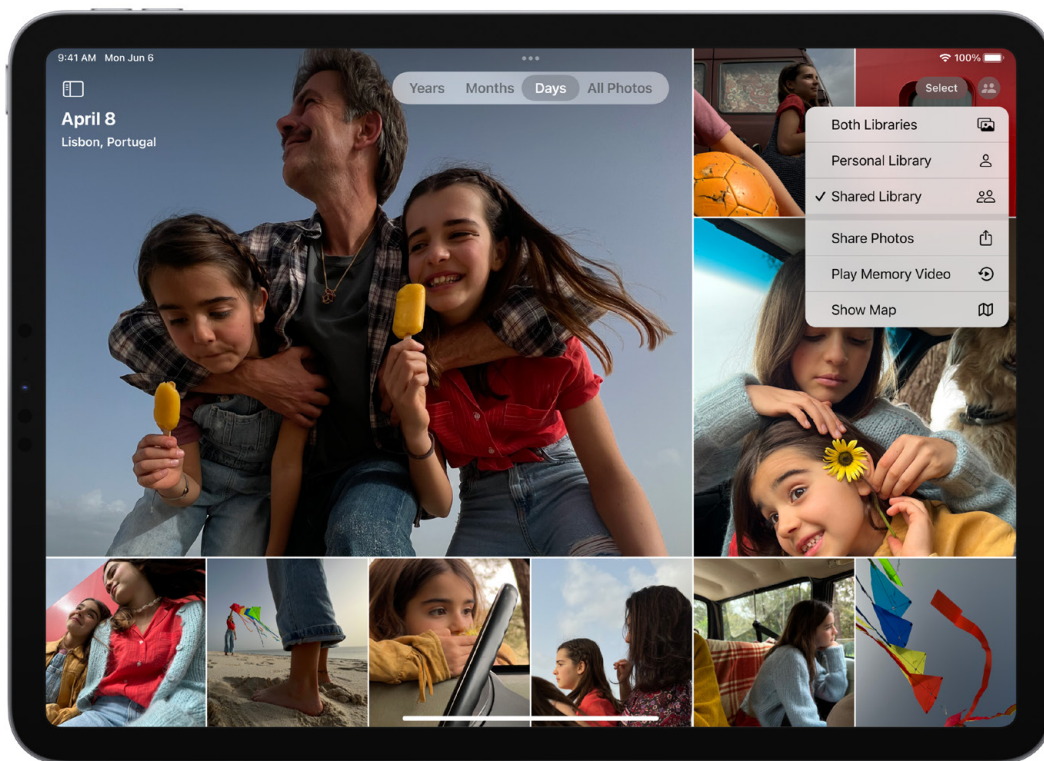 9:41 AM Mon Jun 6
100%
Years Months Days All Photos
Select
April 8
Lisbon, Portugal
Both Libraries
Personal Library
Shared Library
Share Photos
Play Memory Video
Show Map